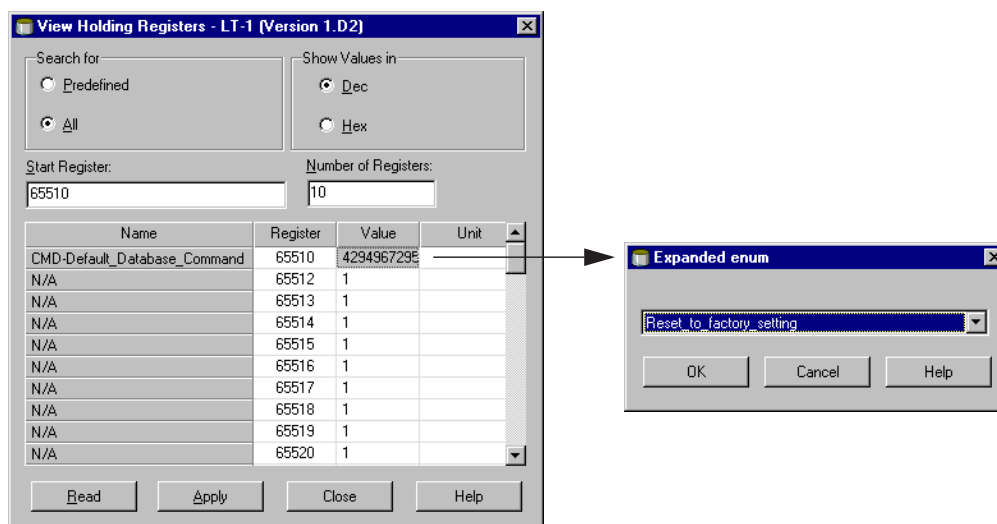 View Holding Registers - LT-1 (Version 1.D2)
Search for
Predefined
All
Show Values in
Dec
Hex
Start Register:
65510
Number of Registers:
10
Name Register Value Unit
CMD-Default_Database_Command 65510 4294967295
N/A 65512 1
N/A 65513 1
N/A 65514 1
N/A 65515 1
N/A 65516 1
N/A 65517 1
N/A 65518 1
N/A 65519 1
N/A 65520 1
Read Apply Close Help
Expanded enum
Reset_to_factory_setting
OK Cancel Help